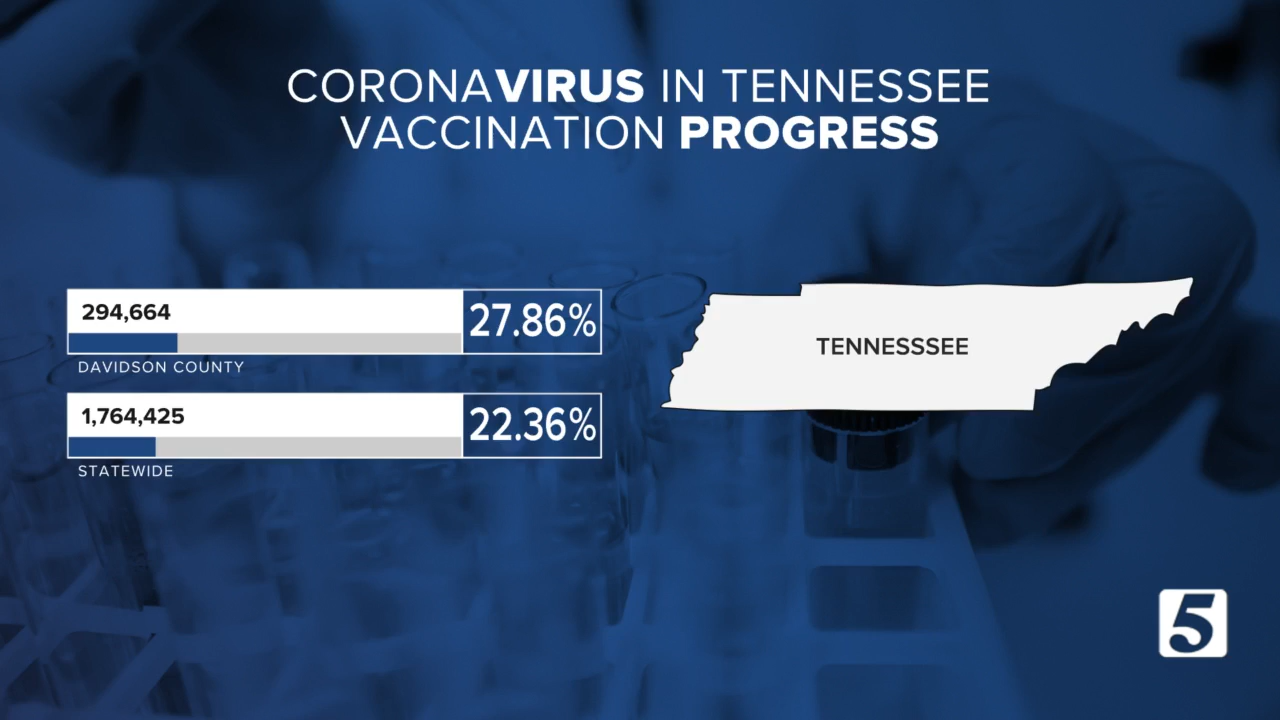 CORONAVIRUS IN TENNESSEE
VACCINATION PROGRESS
294,664
27.86%
DAVIDSON COUNTY
1,764,425
22.36%
STATEWIDE
TENNESSSEE
5